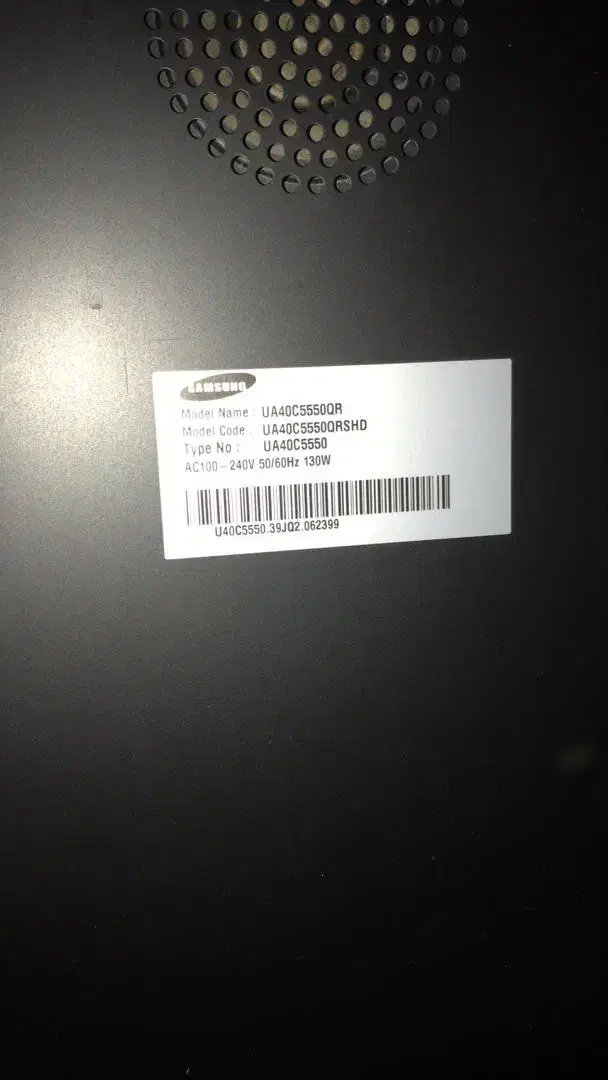 SAMSUNG
Model Name : UA40C5550QR
Model Code : UA40C5550QRSHD
Type No : UA40C5550
AC100-240V 50/60Hz 130W
U40C5550.39JQ2.062399